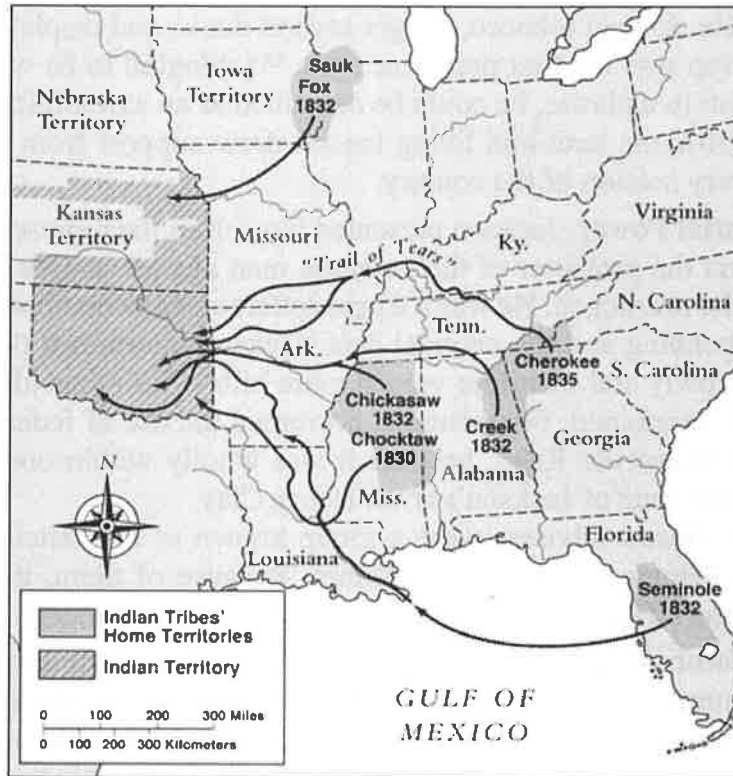 Sauk
Fox
1832
Iowa
Territory
Nebraska
Territory
Kansas
Territory
Missouri
"Trail of Tears"
Ky.
Virginia
N. Carolina
Tenn.
S. Carolina
Cherokee
1835
Ark.
Chickasaw
1832
Chocktaw
1830
Creek
1832
Georgia
Alabama
Miss.
Louisiana
Florida
Seminole
1832
N
GULF OF
MEXICO
Indian Tribes'
Home Territories
Indian Territory
0 100 200 300 Miles
0 100 200 300 Kilometers